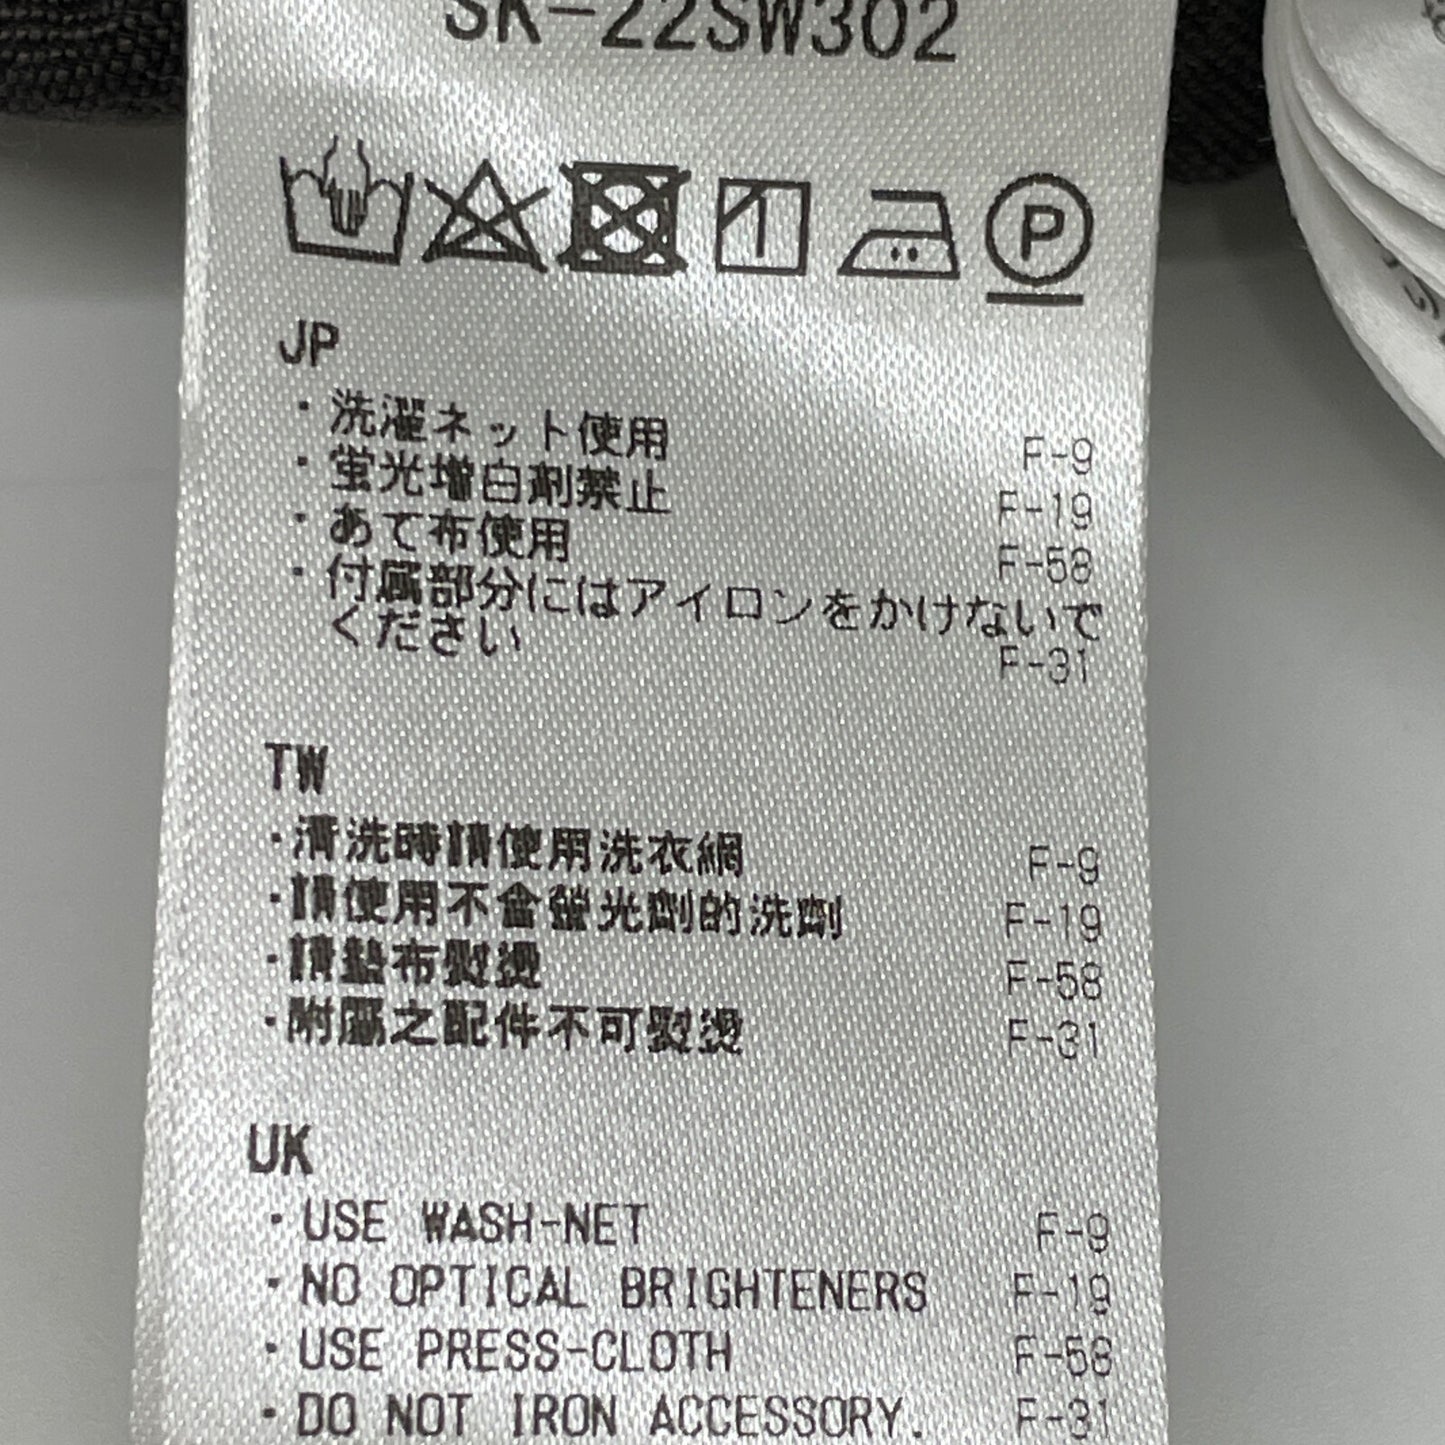 SK-22SW302
P
JP
・洗濯ネット使用 F-9
・蛍光増白剤禁止 F-19
・あて布使用 F-58
・付属部分にはアイロンをかけないで
ください F-31
TW
・清洗時請使用洗衣網 F-9
・請使用不含螢光劑的洗劑 F-19
・請墊布熨燙 F-58
・附屬之配件不可熨燙 F-31
UK
・USE WASH-NET F-9
・NO OPTICAL BRIGHTENERS F-19
・USE PRESS-CLOTH F-58
・DO NOT IRON ACCESSORY. F-31